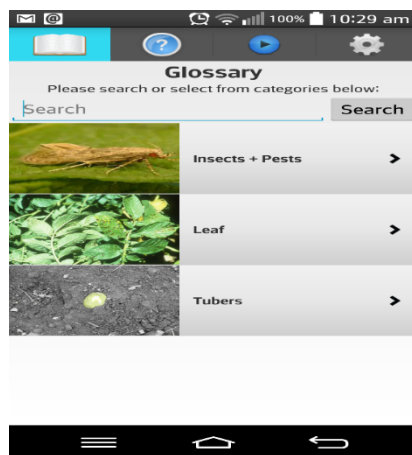 100% 10:29 am
Glossary
Please search or select from categories below:
Search Search
Insects + Pests
Leaf
Tubers